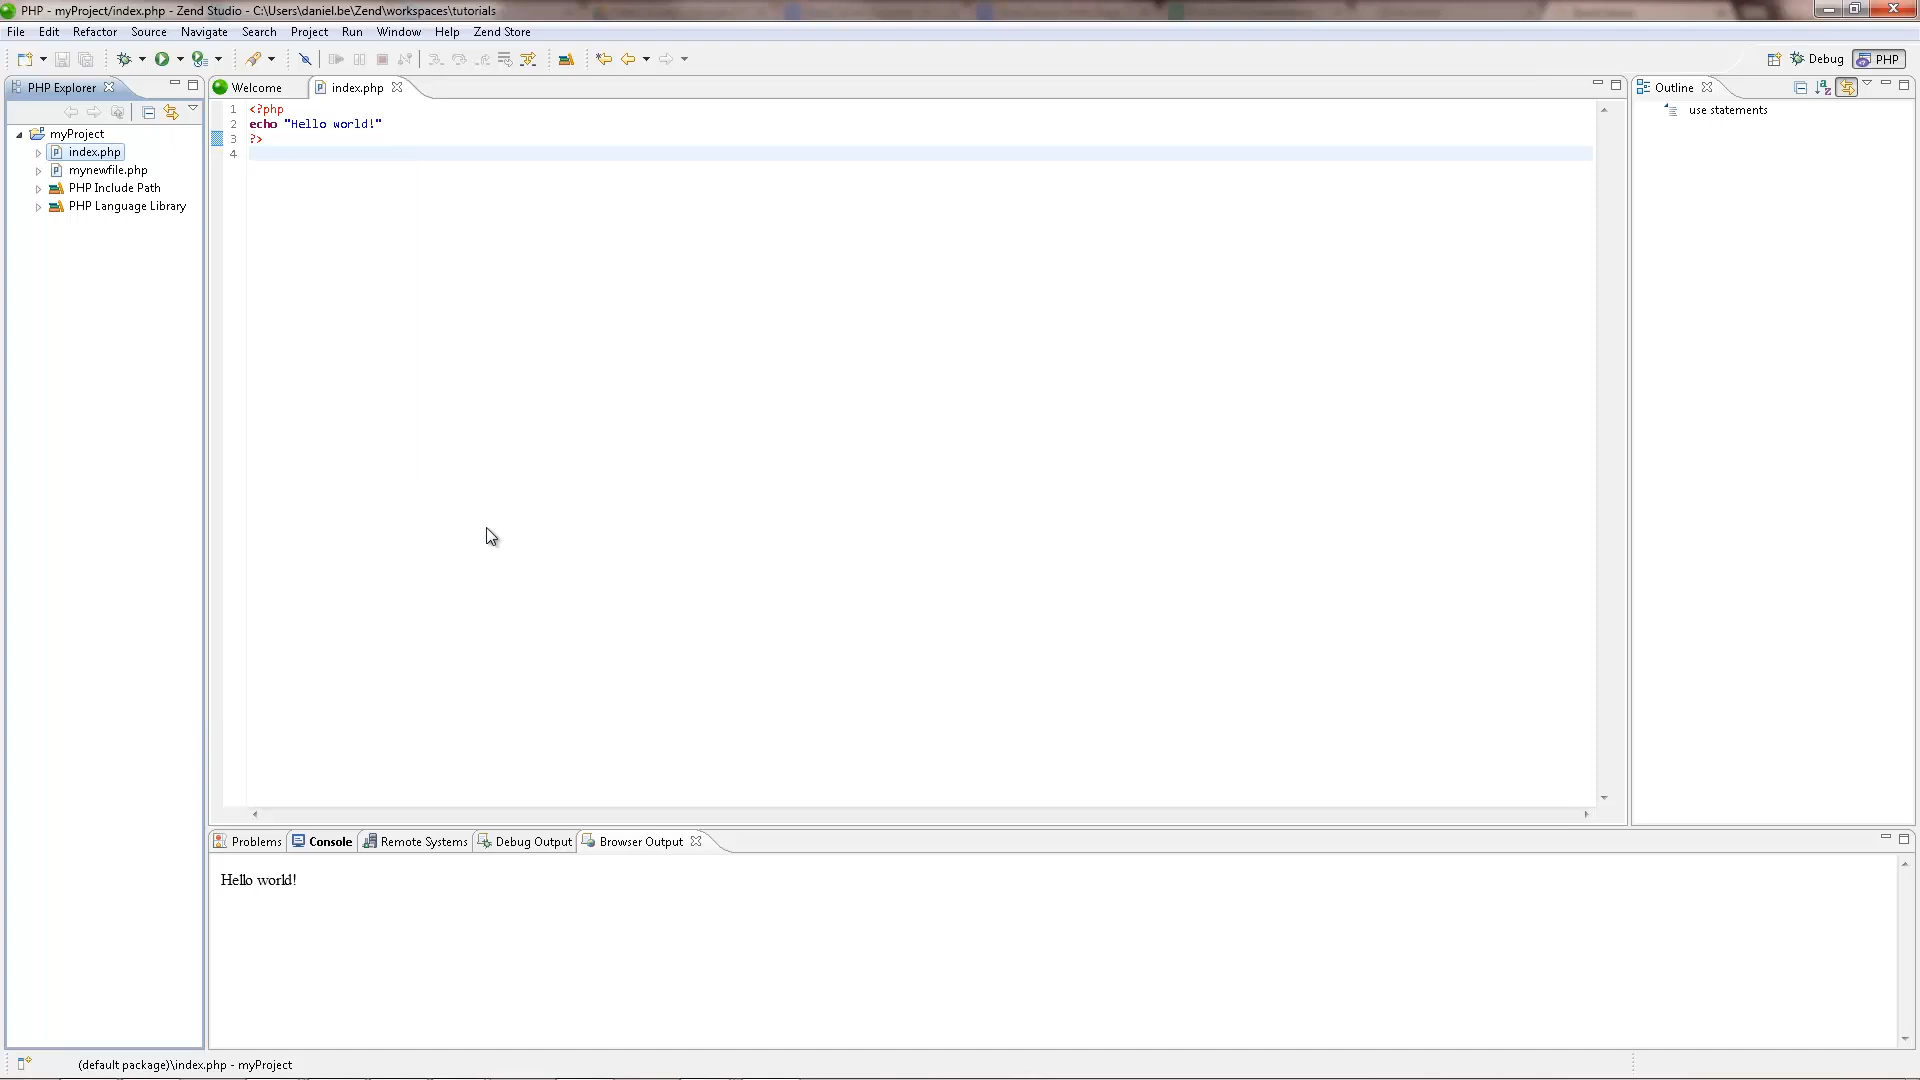 PHP - myProject/index.php - Zend Studio - C:\Users\daniel.be\Zend\workspaces\tutorials
File Edit Refactor Source Navigate Search Project Run Window Help Zend Store
Debug PHP
PHP Explorer
myProject
index.php
mynewfile.php
PHP Include Path
PHP Language Library
Welcome index.php
1 <?php
2 echo "Hello world!"
3 ?>
4
Outline
use statements
Problems Console Remote Systems Debug Output Browser Output
Hello world!
(default package)\index.php - myProject